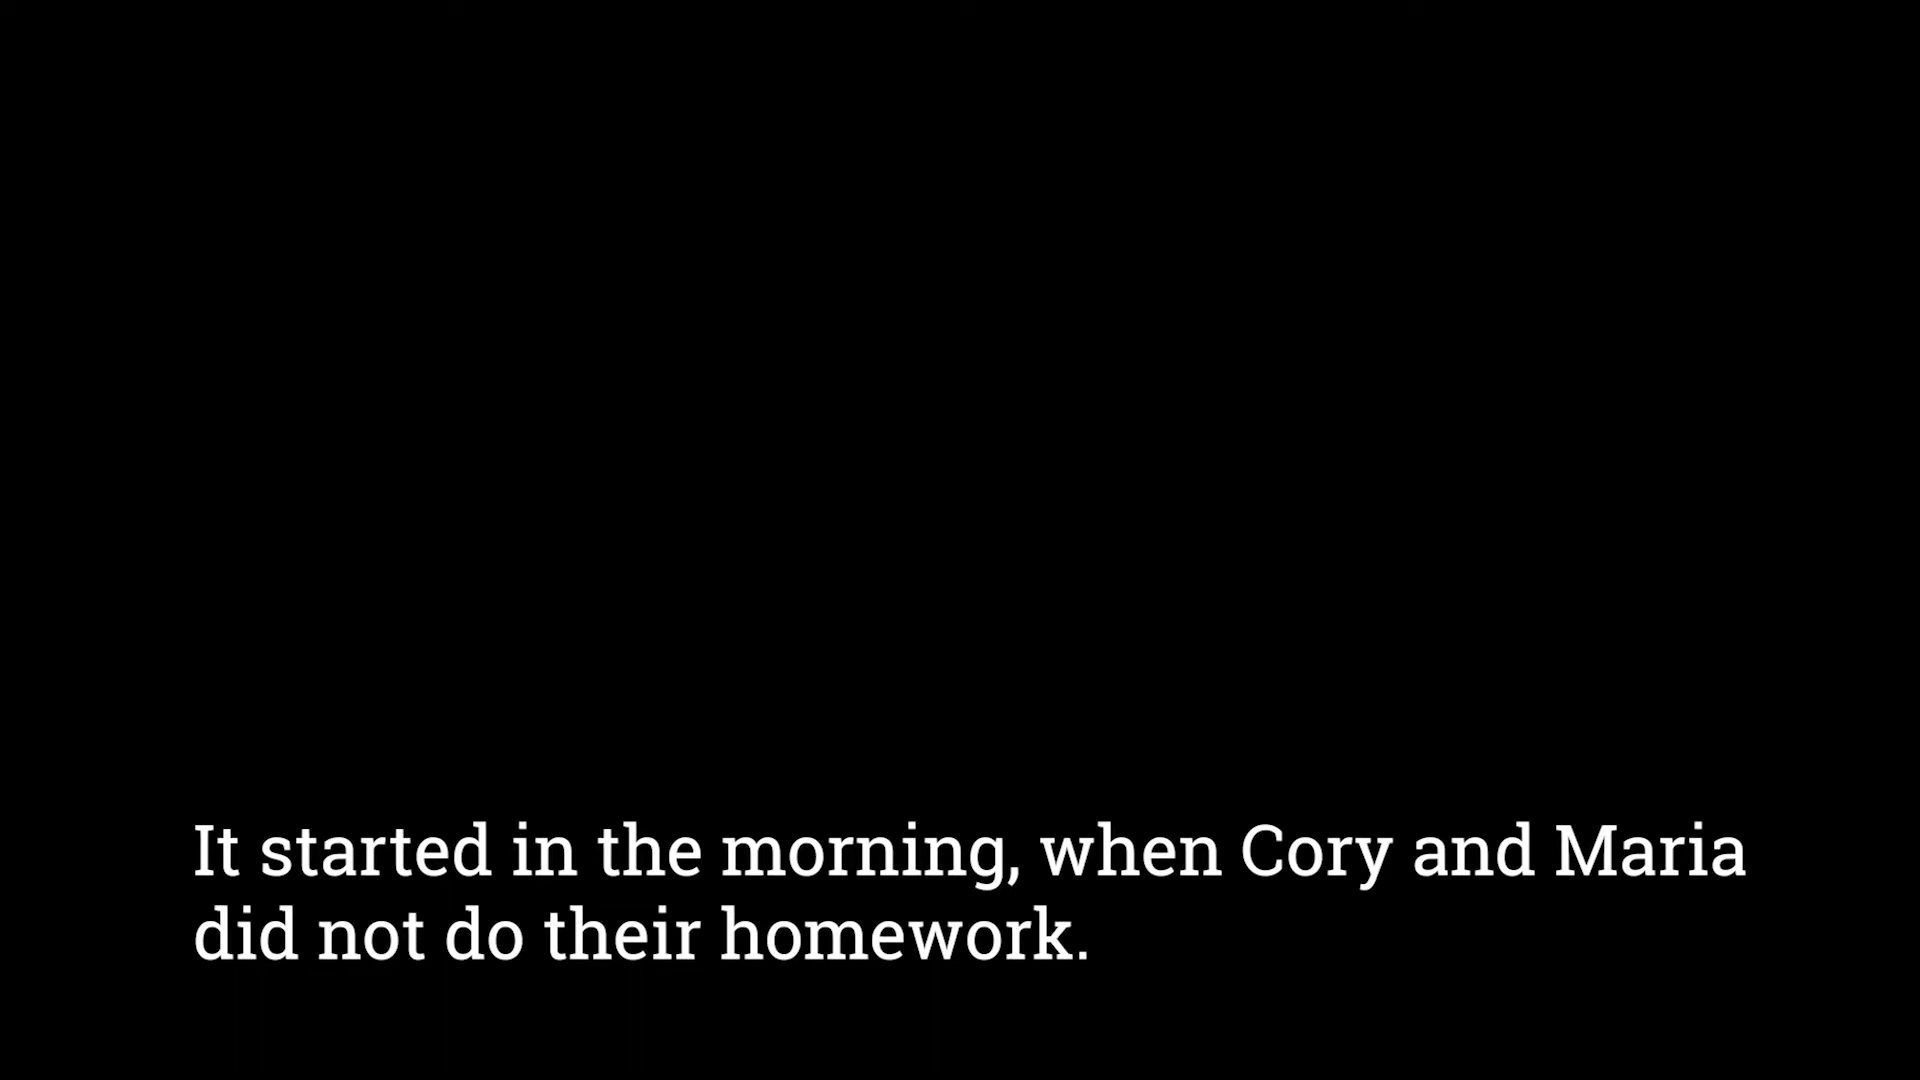 It started in the morning, when Cory and Maria
did not do their homework.